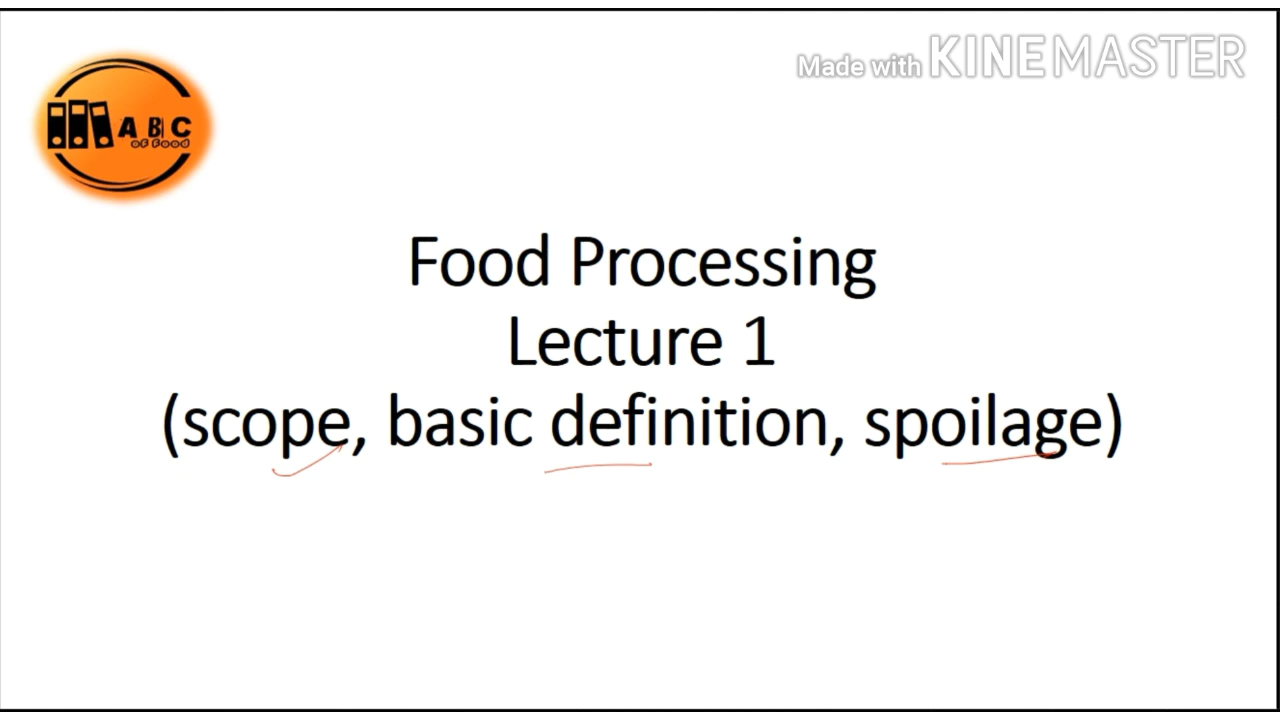 Made with KINEMASTER
ABC
OF FOOD
Food Processing
Lecture 1
(scope, basic definition, spoilage)